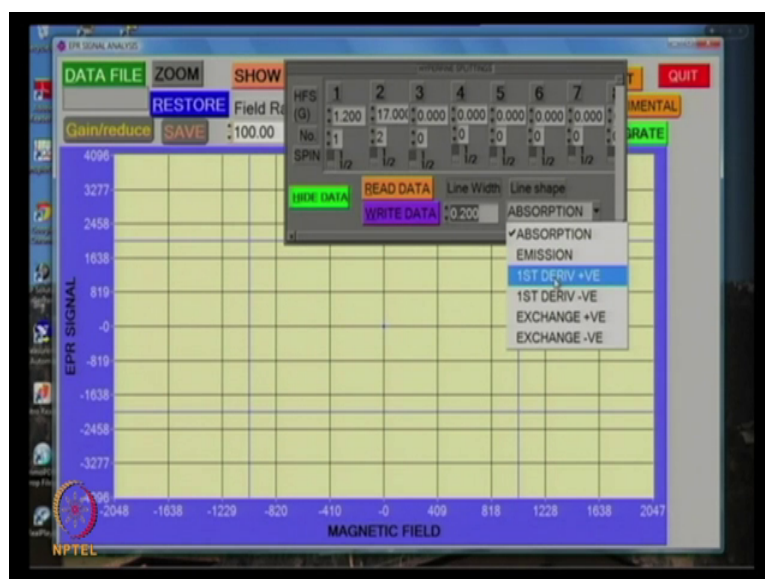 EPR SIGNAL ANALYSIS
DATA FILE ZOOM SHOW QUIT
RESTORE Field Ra
Gain/reduce SAVE 100.00 GRATE
HYPERFINE SPLITTINGS
1 2 3 4 5 6 7
HFS (G) 1.200 17.000 0.000 0.000 0.000 0.000 0.000
No. 1 2 0 0 0 0 0
SPIN 1/2 1/2 1/2 1/2 1/2 1/2 1/2
HIDE DATA READ DATA Line Width Line shape
WRITE DATA 0.200 ABSORPTION
ABSORPTION
EMISSION
1ST DERIV +VE
1ST DERIV -VE
EXCHANGE +VE
EXCHANGE -VE
IMENTAL
EPR SIGNAL
4096
3277
2458
1638
819
-0
-819
-1638
-2458
-3277
-2048 -1638 -1229 -820 -410 -0 409 818 1228 1638 2047
MAGNETIC FIELD
NPTEL